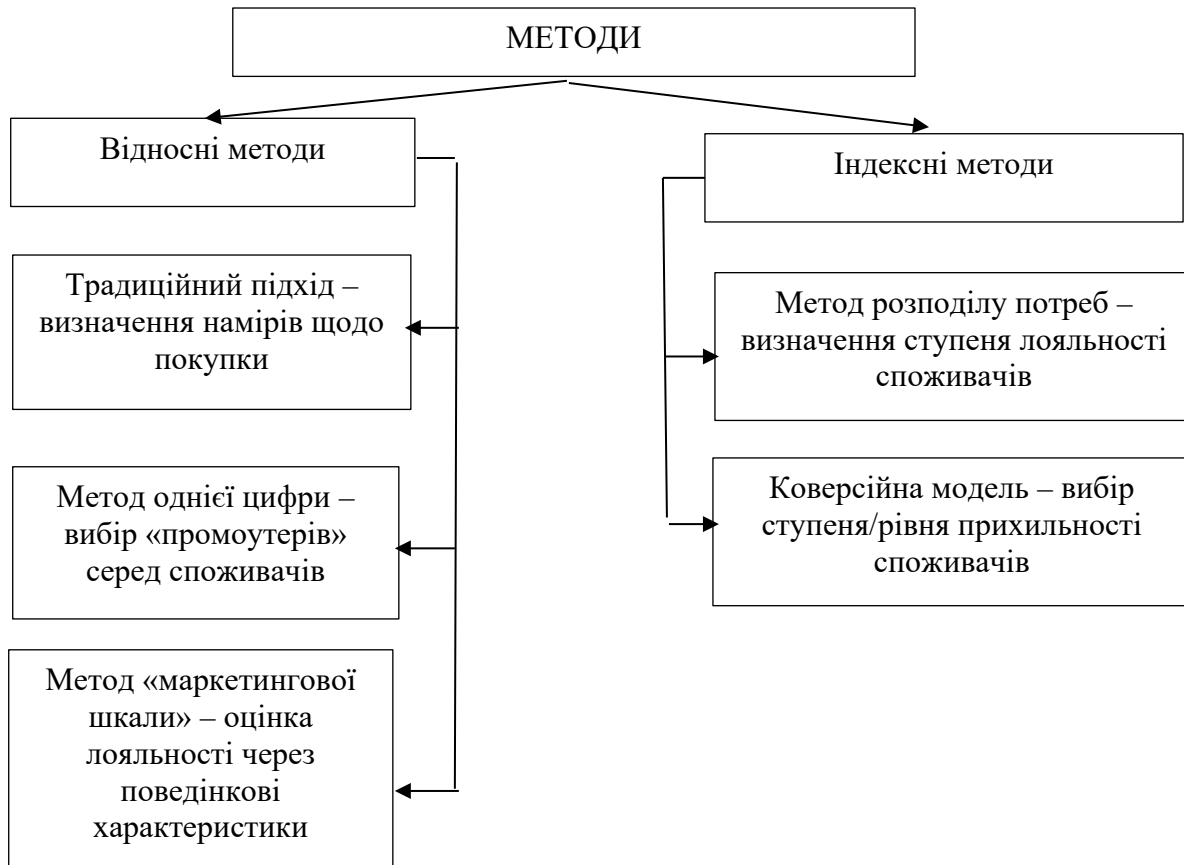 МЕТОДИ
Відносні методи
Індексні методи
Традиційний підхід –
визначення намірів щодо
покупки
Метод розподілу потреб –
визначення ступеня лояльності
споживачів
Метод однієї цифри –
вибір «промоутерів»
серед споживачів
Коверсійна модель – вибір
ступеня/рівня прихильності
споживачів
Метод «маркетингової
шкали» – оцінка
лояльності через
поведінкові
характеристики